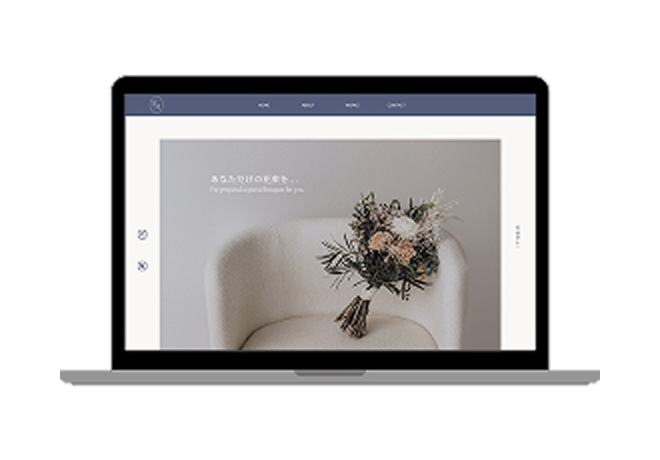 HOME ABOUT WORKS CONTACT
あなただけの花束を...
I've prepared a special bouquet for you.